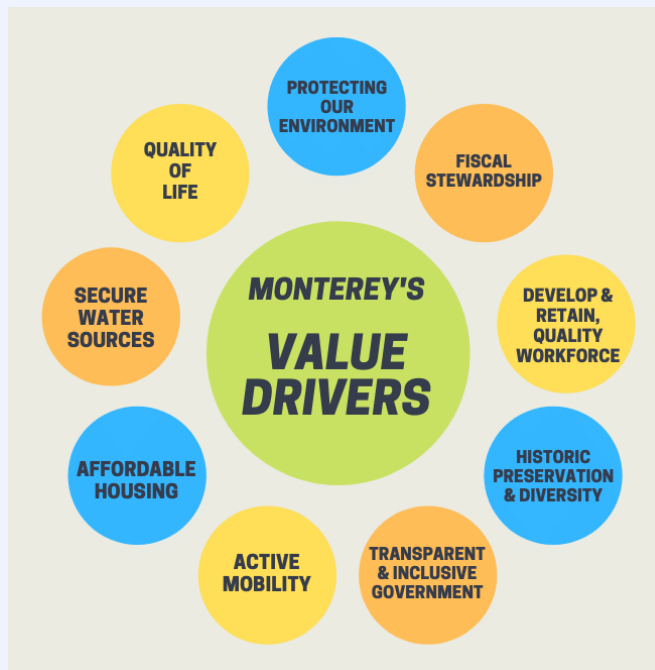 PROTECTING
OUR
ENVIRONMENT
FISCAL
STEWARDSHIP
DEVELOP &
RETAIN,
QUALITY
WORKFORCE
HISTORIC
PRESERVATION
& DIVERSITY
TRANSPARENT
& INCLUSIVE
GOVERNMENT
ACTIVE
MOBILITY
AFFORDABLE
HOUSING
SECURE
WATER
SOURCES
QUALITY
OF
LIFE
MONTEREY'S
VALUE
DRIVERS